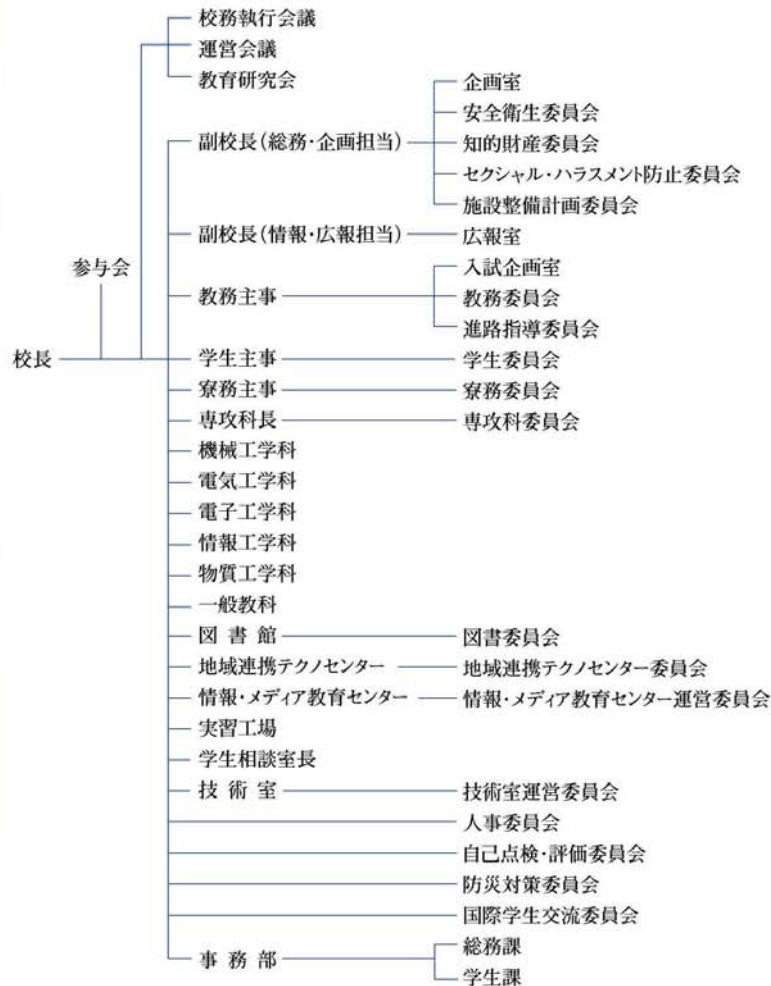 校務執行会議
運営会議
教育研究会
企画室
安全衛生委員会
副校長(総務・企画担当)
知的財産委員会
セクシャル・ハラスメント防止委員会
施設整備計画委員会
副校長(情報・広報担当)
広報室
参与会
入試企画室
教務主事
教務委員会
進路指導委員会
校長
学生主事
学生委員会
寮務主事
寮務委員会
専攻科長
専攻科委員会
機械工学科
電気工学科
電子工学科
情報工学科
物質工学科
一般教科
図書館
図書委員会
地域連携テクノセンター
地域連携テクノセンター委員会
情報・メディア教育センター
情報・メディア教育センター運営委員会
実習工場
学生相談室長
技術室
技術室運営委員会
人事委員会
自己点検・評価委員会
防災対策委員会
国際学生交流委員会
事務部
総務課
学生課